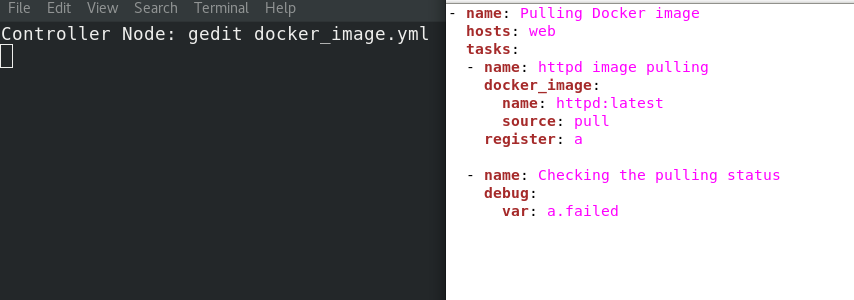 File Edit View Search Terminal Help
Controller Node: gedit docker_image.yml
- name: Pulling Docker image
  hosts: web
  tasks:
  - name: httpd image pulling
    docker_image:
      name: httpd:latest
      source: pull
    register: a
  - name: Checking the pulling status
    debug:
      var: a.failed